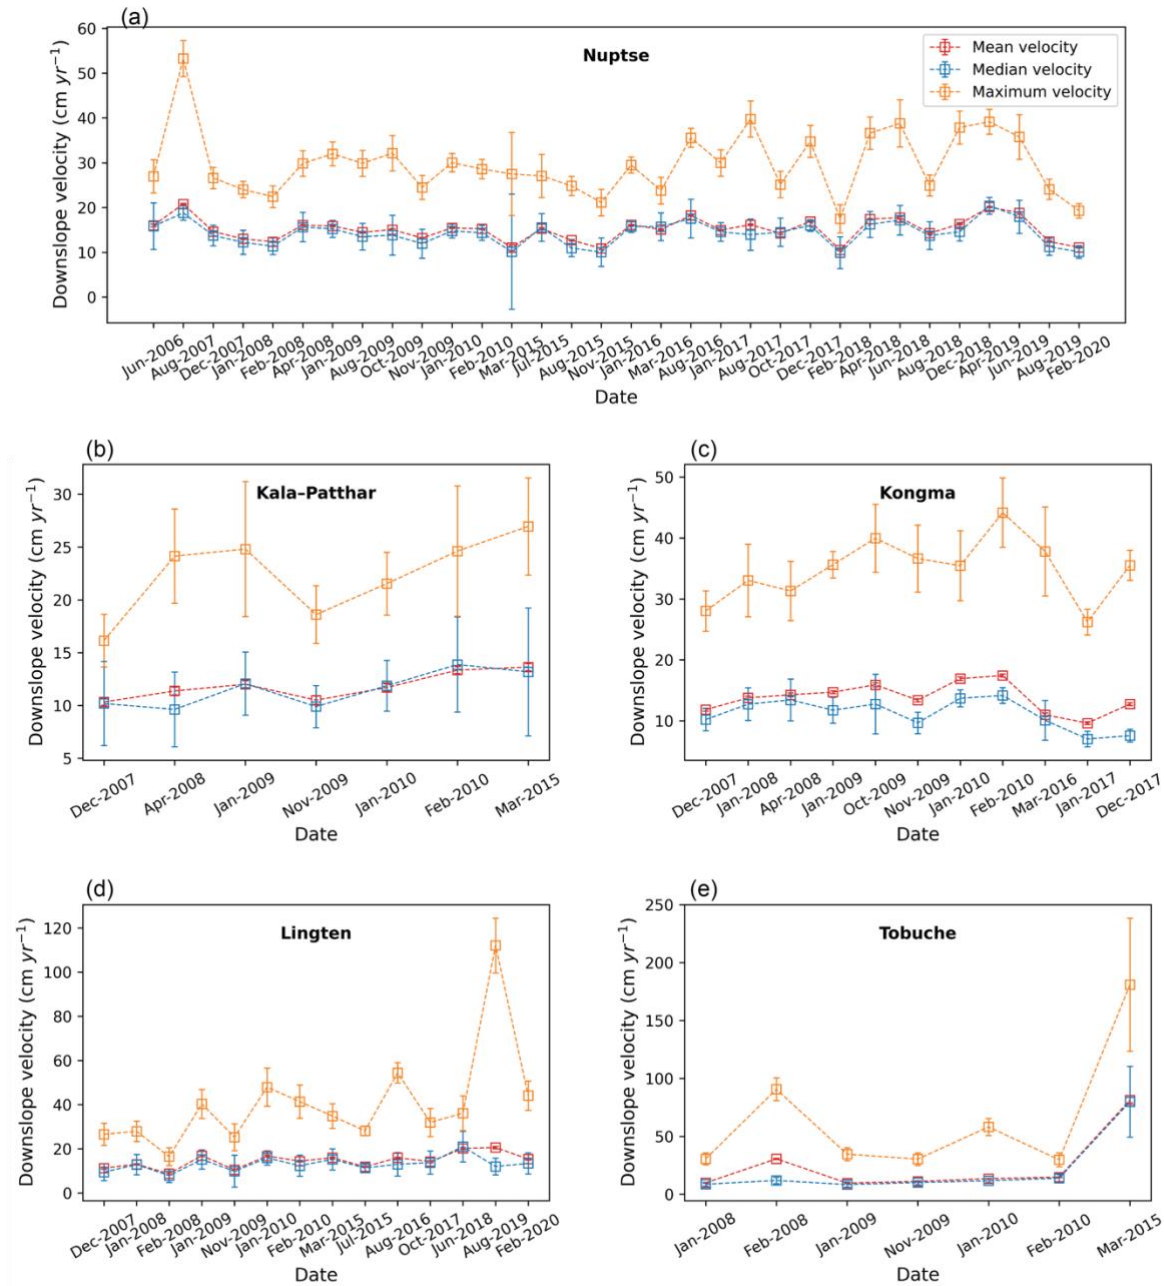 (a)
Nuptse
Mean velocity
Median velocity
Maximum velocity
Downslope velocity (cm yr⁻¹)
60
50
40
30
20
10
0
Jun-2006
Aug-2007
Dec-2007
Jan-2008
Feb-2008
Apr-2008
Jan-2009
Aug-2009
Oct-2009
Nov-2009
Jan-2010
Feb-2010
Mar-2015
Jul-2015
Aug-2015
Nov-2015
Jan-2016
Mar-2016
Aug-2016
Jan-2017
Aug-2017
Oct-2017
Dec-2017
Feb-2018
Apr-2018
Jun-2018
Aug-2018
Dec-2018
Apr-2019
Jun-2019
Aug-2019
Feb-2020
Date
(b)
Kala–Patthar
Downslope velocity (cm yr⁻¹)
30
25
20
15
10
5
Dec-2007
Apr-2008
Jan-2009
Nov-2009
Jan-2010
Feb-2010
Mar-2015
Date
(c)
Kongma
Downslope velocity (cm yr⁻¹)
50
40
30
20
10
Dec-2007
Jan-2008
Apr-2008
Jan-2009
Oct-2009
Nov-2009
Jan-2010
Feb-2010
Mar-2016
Jan-2017
Dec-2017
Date
(d)
Lingten
Downslope velocity (cm yr⁻¹)
120
100
80
60
40
20
0
Dec-2007
Jan-2008
Feb-2008
Jan-2009
Nov-2009
Jan-2010
Feb-2010
Mar-2015
Jul-2015
Aug-2016
Oct-2017
Jun-2018
Aug-2019
Feb-2020
Date
(e)
Tobuche
Downslope velocity (cm yr⁻¹)
250
200
150
100
50
0
Jan-2008
Feb-2008
Jan-2009
Nov-2009
Jan-2010
Feb-2010
Mar-2015
Date